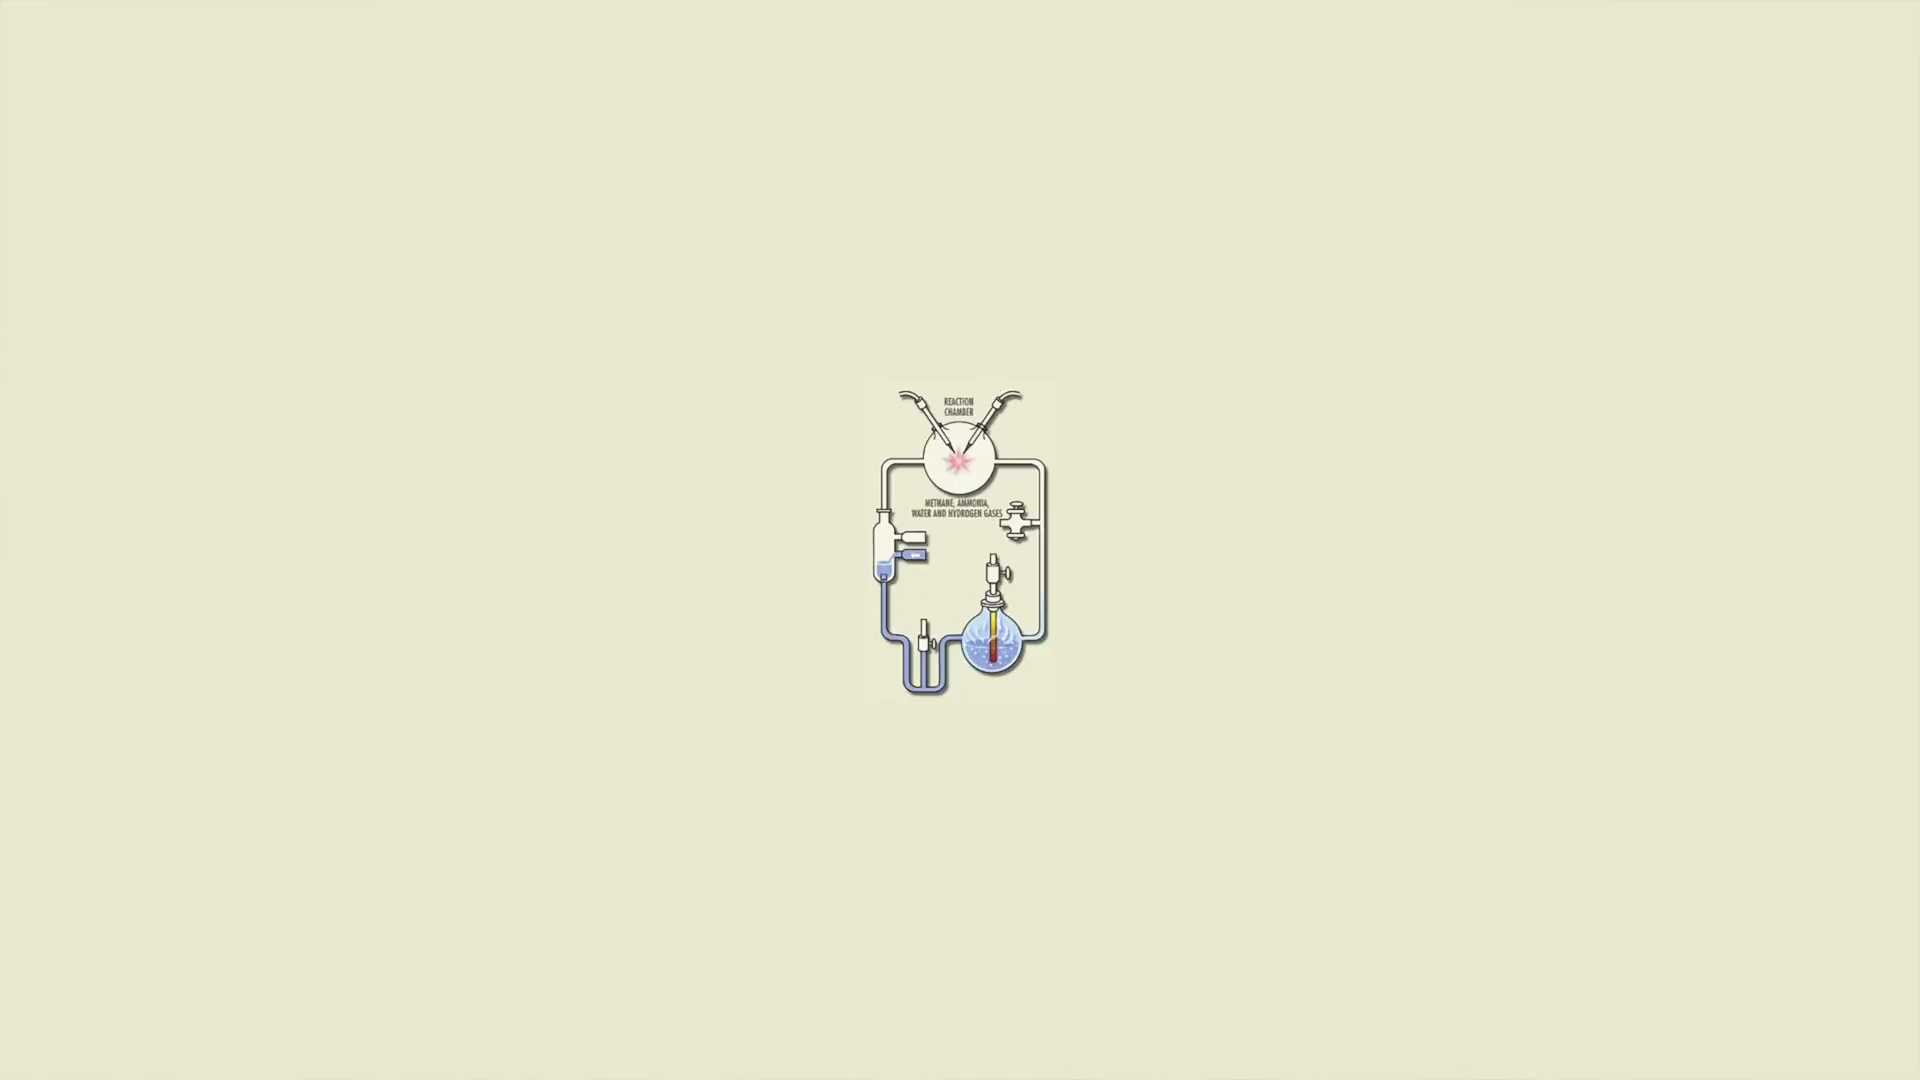 REACTION
CHAMBER
METHANE, AMMONIA,
WATER AND HYDROGEN GASES